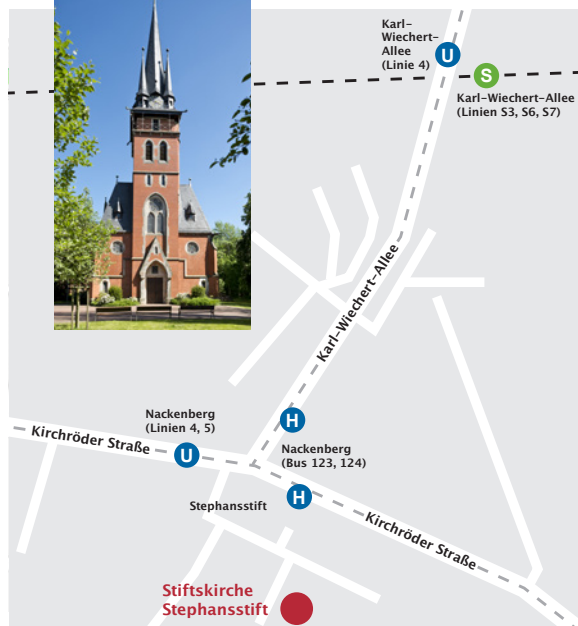 Karl-
Wiechert-
Allee
(Linie 4)
U
S
Karl-Wiechert-Allee
(Linien S3, S6, S7)
Karl-Wiechert-Allee
Nackenberg
(Linien 4, 5)
H
Kirchröder Straße
U
Nackenberg
(Bus 123, 124)
H
Stephansstift
Kirchröder Straße
Stiftskirche
Stephansstift